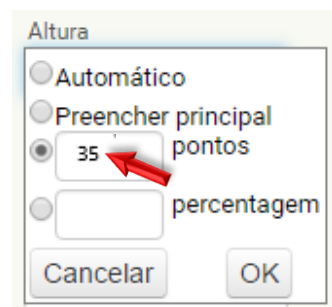 Altura
Automático
Preencher principal
35 pontos
percentagem
Cancelar OK